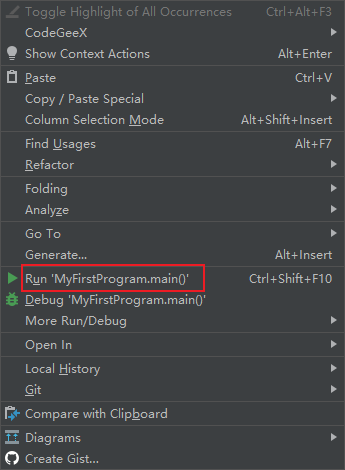 Toggle Highlight of All Occurrences Ctrl+Alt+F3
CodeGeeX
Show Context Actions Alt+Enter
Paste Ctrl+V
Copy / Paste Special
Column Selection Mode Alt+Shift+Insert
Find Usages Alt+F7
Refactor
Folding
Analyze
Go To
Generate... Alt+Insert
Run 'MyFirstProgram.main()' Ctrl+Shift+F10
Debug 'MyFirstProgram.main()'
More Run/Debug
Open In
Local History
Git
Compare with Clipboard
Diagrams
Create Gist...